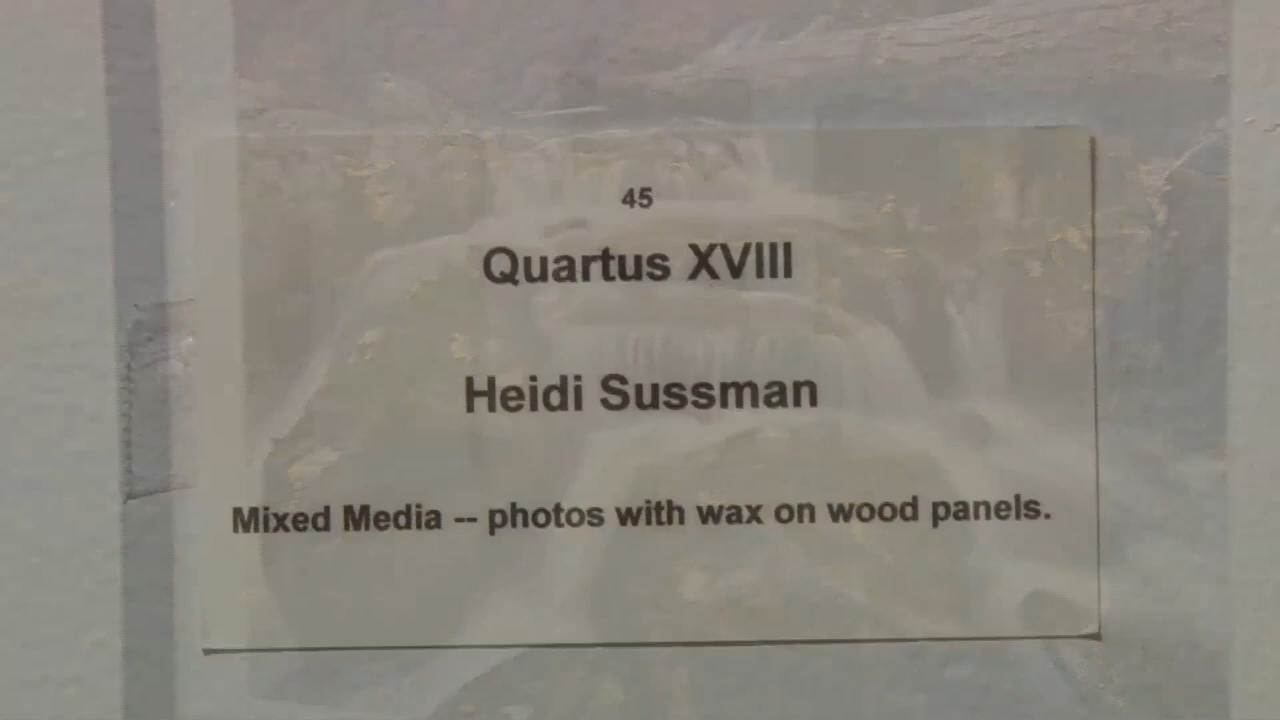 45
Quartus XVIII
Heidi Sussman
Mixed Media -- photos with wax on wood panels.